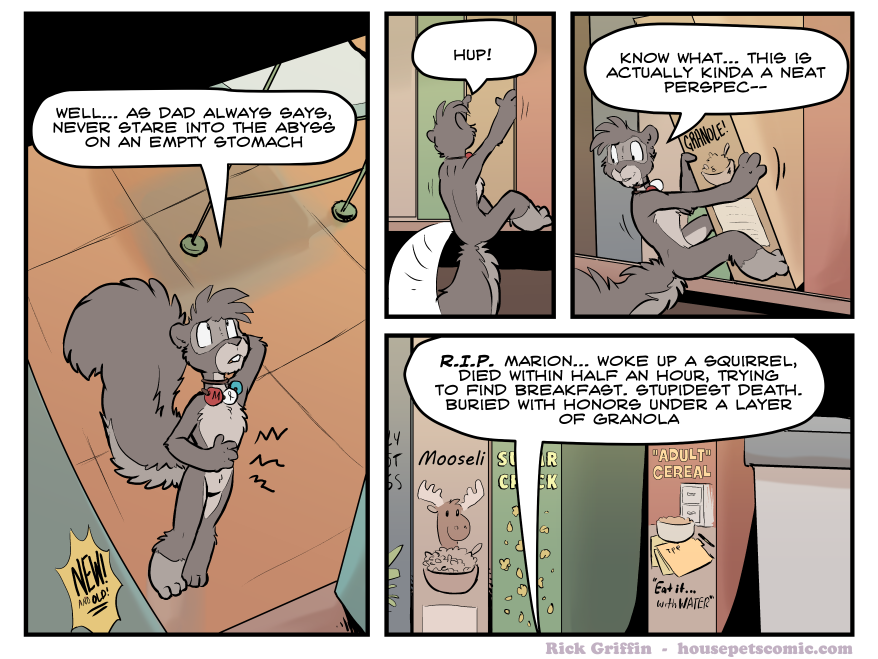 WELL... AS DAD ALWAYS SAYS,
NEVER STARE INTO THE ABYSS
ON AN EMPTY STOMACH
M
NEW!
AND OLD!
HUP!
KNOW WHAT... THIS IS
ACTUALLY KINDA A NEAT
PERSPEC--
GRANOLE!
R.I.P. MARION... WOKE UP A SQUIRREL,
DIED WITHIN HALF AN HOUR, TRYING
TO FIND BREAKFAST. STUPIDEST DEATH.
BURIED WITH HONORS UNDER A LAYER
OF GRANOLA
Mooseli
"ADULT"
CEREAL
"Eat it...
with WATER"
Rick Griffin - housepetscomic.com